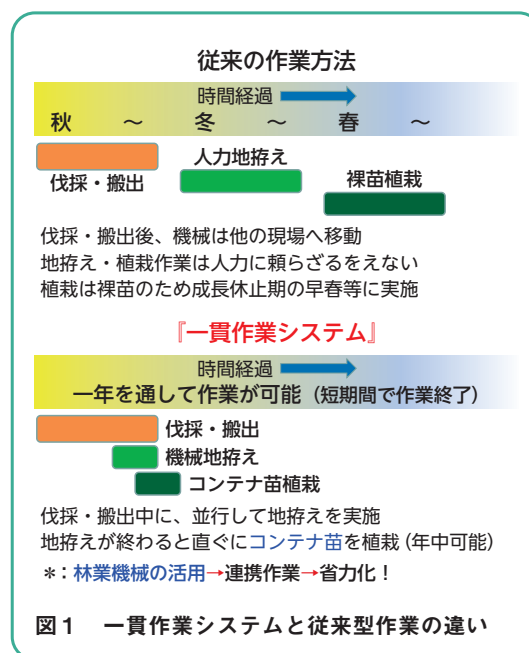 従来の作業方法
時間経過
秋 ～ 冬 ～ 春 ～
人力地拵え
伐採・搬出
裸苗植栽
伐採・搬出後、機械は他の現場へ移動
地拵え・植栽作業は人力に頼らざるをえない
植栽は裸苗のため成長休止期の早春等に実施
『一貫作業システム』
時間経過
一年を通して作業が可能（短期間で作業終了）
伐採・搬出
機械地拵え
コンテナ苗植栽
伐採・搬出中に、並行して地拵えを実施
地拵えが終わると直ぐにコンテナ苗を植栽（年中可能）
＊：林業機械の活用→連携作業→省力化！
図1 一貫作業システムと従来型作業の違い